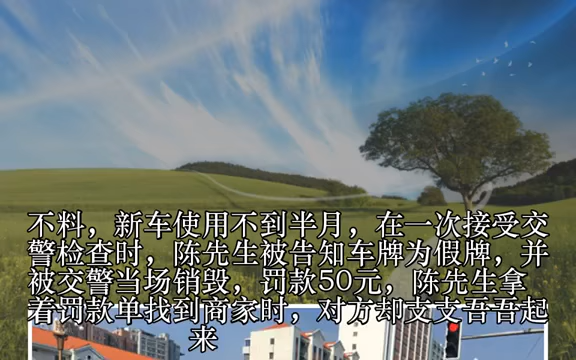 不料，新车使用不到半月，在一次接受交
警检查时，陈先生被告知车牌为假牌，并
被交警当场销毁，罚款50元，陈先生拿
着罚款单找到商家时，对方却支支吾吾起
来